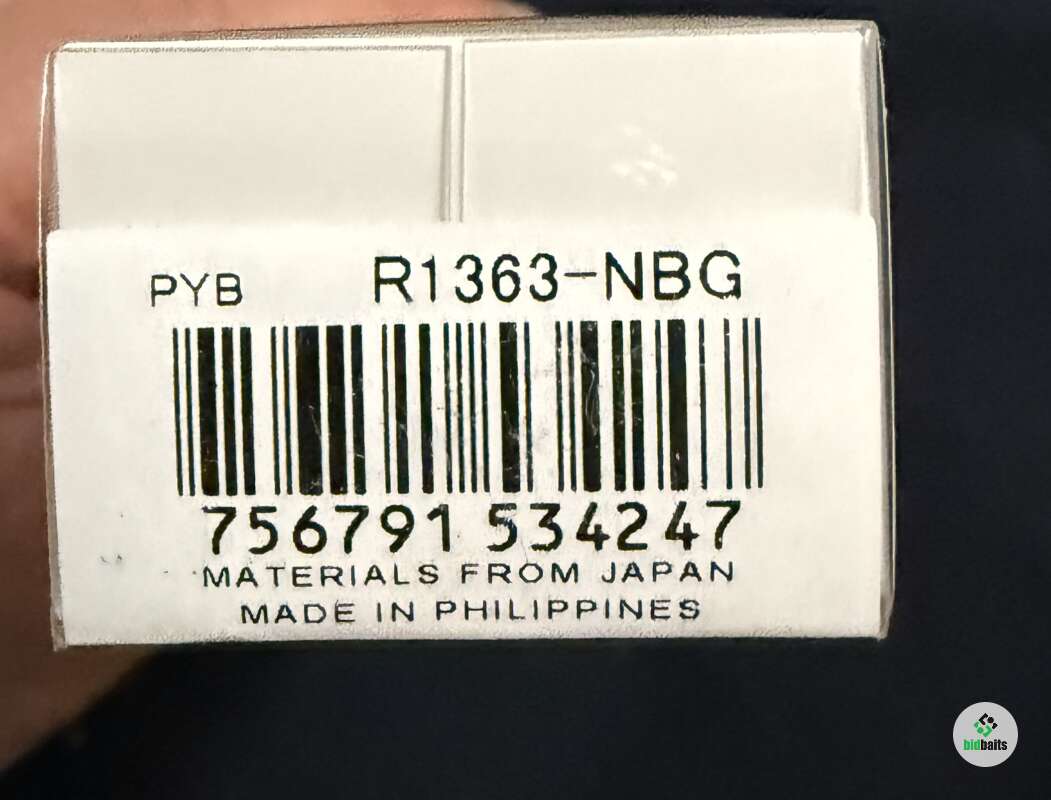 PYB R1363-NBG
756791 534247
MATERIALS FROM JAPAN
MADE IN PHILIPPINES
bidbaits